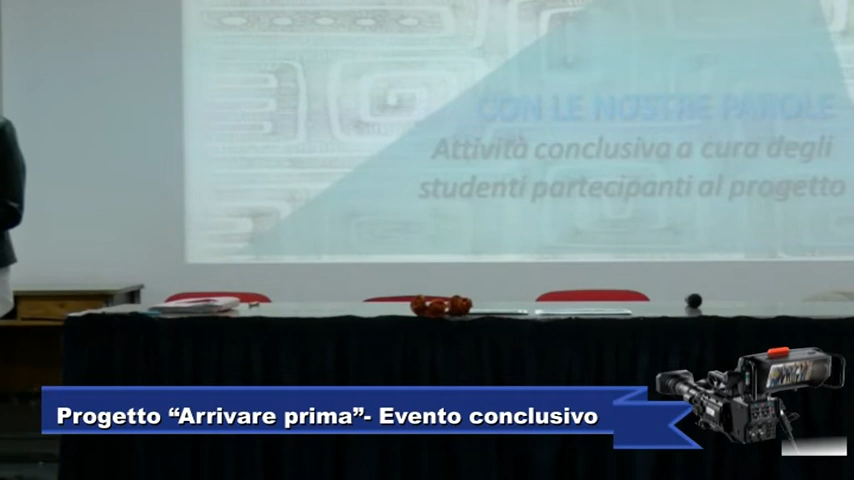 CON LE NOSTRE PAROLE
Attività conclusiva a cura degli
studenti partecipanti al progetto
Progetto “Arrivare prima”- Evento conclusivo